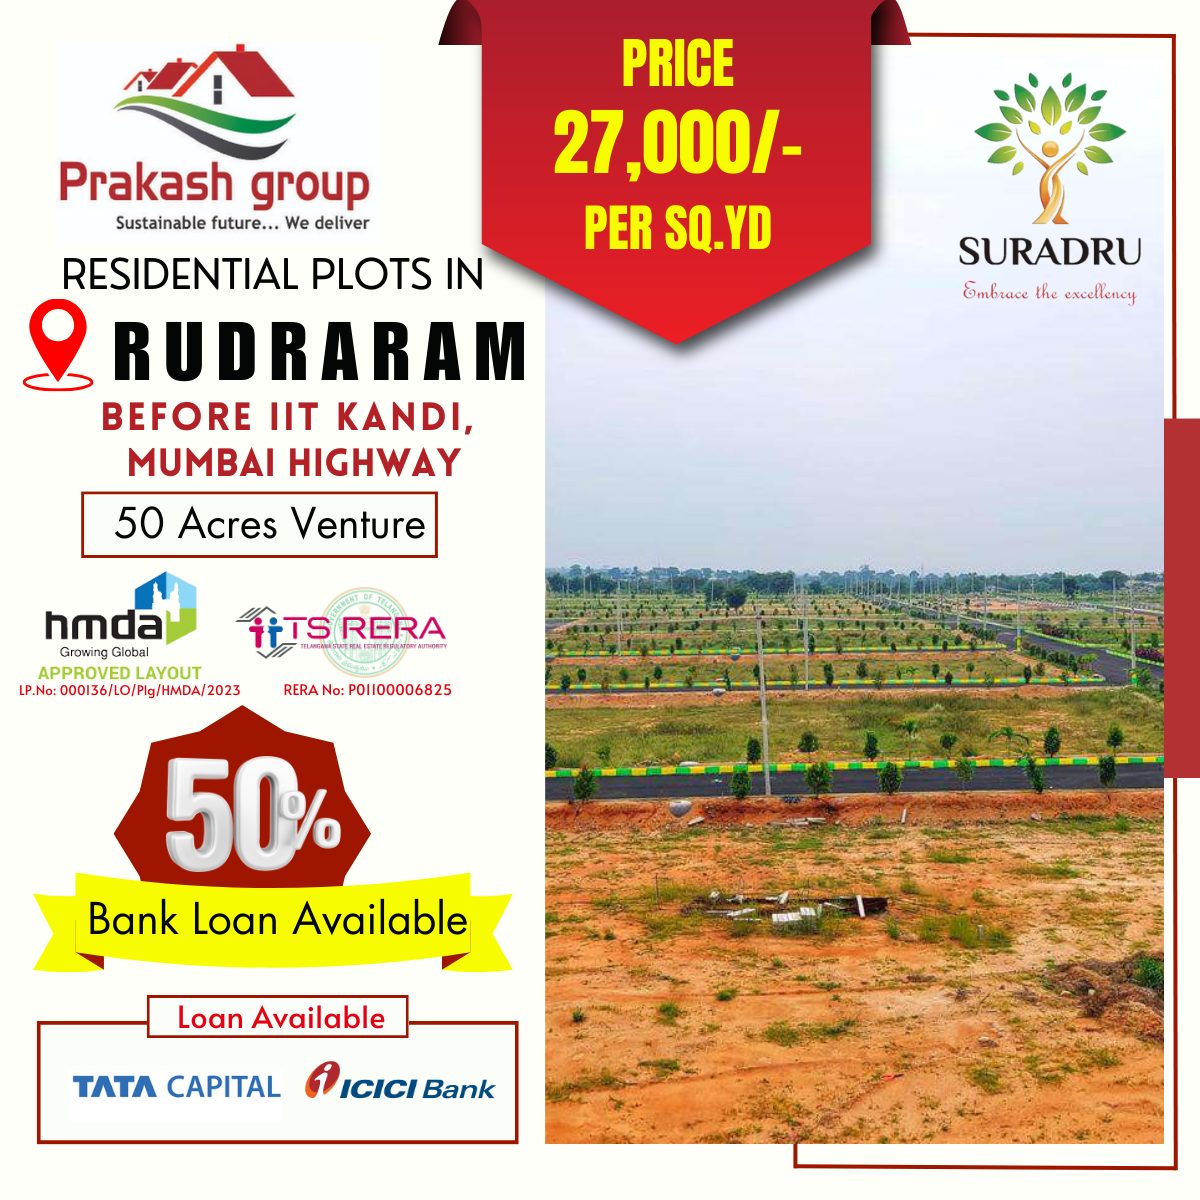 Prakash group
Sustainable future... We deliver
PRICE
27,000/-
PER SQ.YD
SURADRU
Embrace the excellency
RESIDENTIAL PLOTS IN
RUDRARAM
BEFORE IIT KANDI,
MUMBAI HIGHWAY
50 Acres Venture
hmda
Growing Global
APPROVED LAYOUT
LP.No: 000136/LO/Plg/HMDA/2023
GOVERNMENT OF TELANGANA
TS RERA
TELANGANA STATE REAL ESTATE REGULATORY AUTHORITY
RERA No: P01100006825
50%
Bank Loan Available
Loan Available
TATA CAPITAL
ICICI Bank